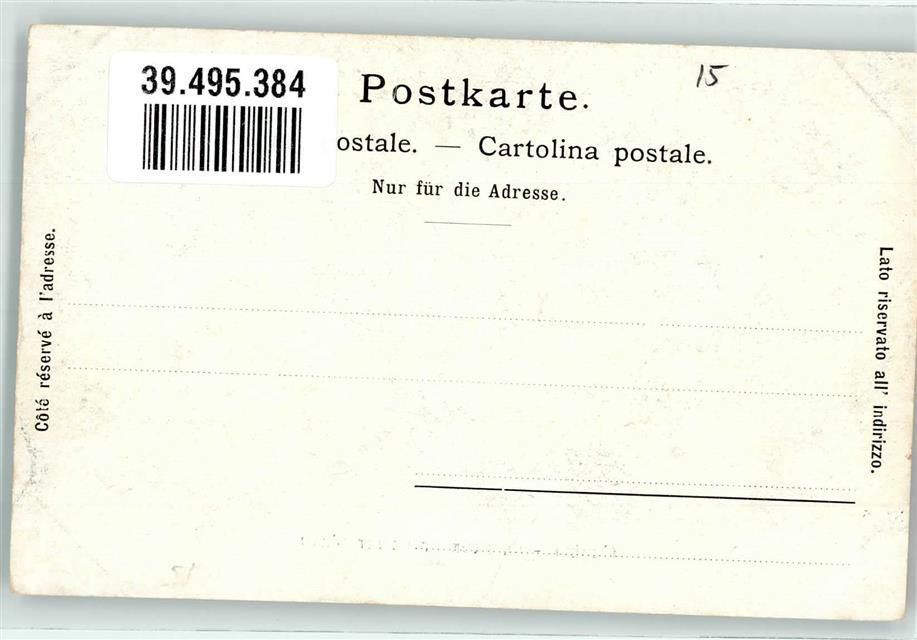 39.495.384
Postkarte.
15
ostale. — Cartolina postale.
Nur für die Adresse.
Côté réservé à l'adresse.
Lato riservato all' indirizzo.